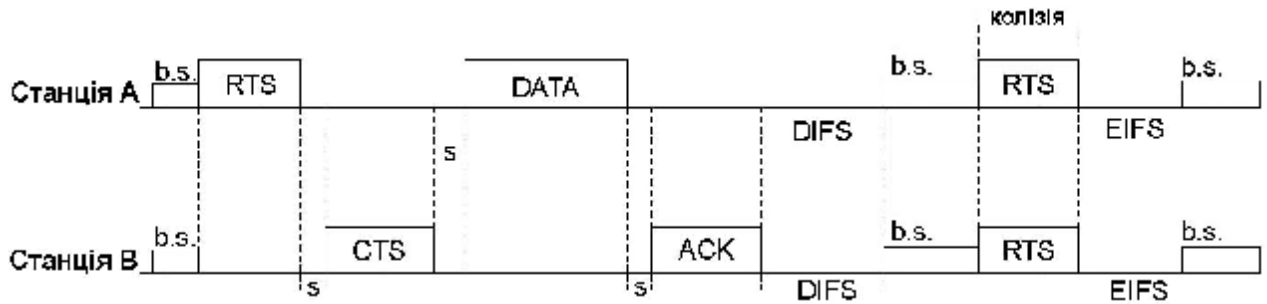 колізія
b.s. RTS DATA b.s. RTS b.s.
Станція А
DIFS EIFS
s
b.s. CTS ACK b.s. RTS b.s.
Станція В
s s DIFS EIFS